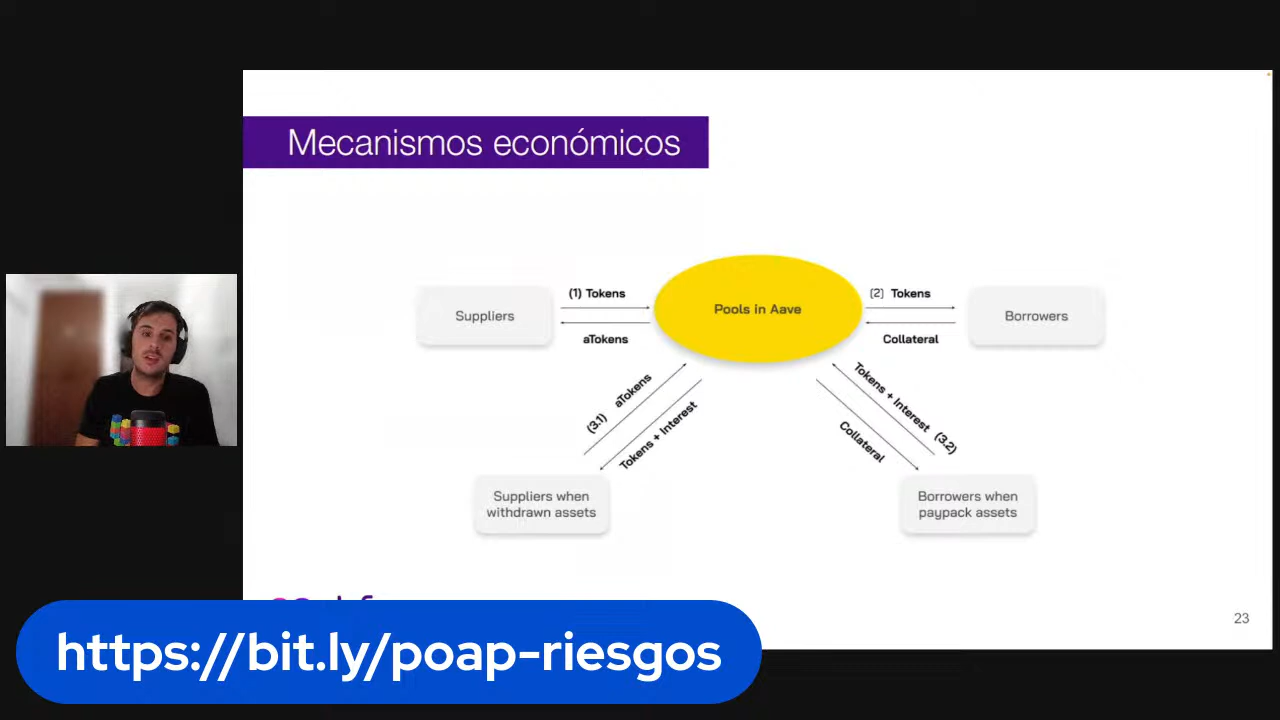 Mecanismos económicos
(1) Tokens
(2) Tokens
Suppliers
Pools in Aave
Borrowers
aTokens
Collateral
(3.1) aTokens
Tokens + Interest
Tokens + Interest (3.2)
Collateral
Suppliers when
withdrawn assets
Borrowers when
paypack assets
23
https://bit.ly/poap-riesgos